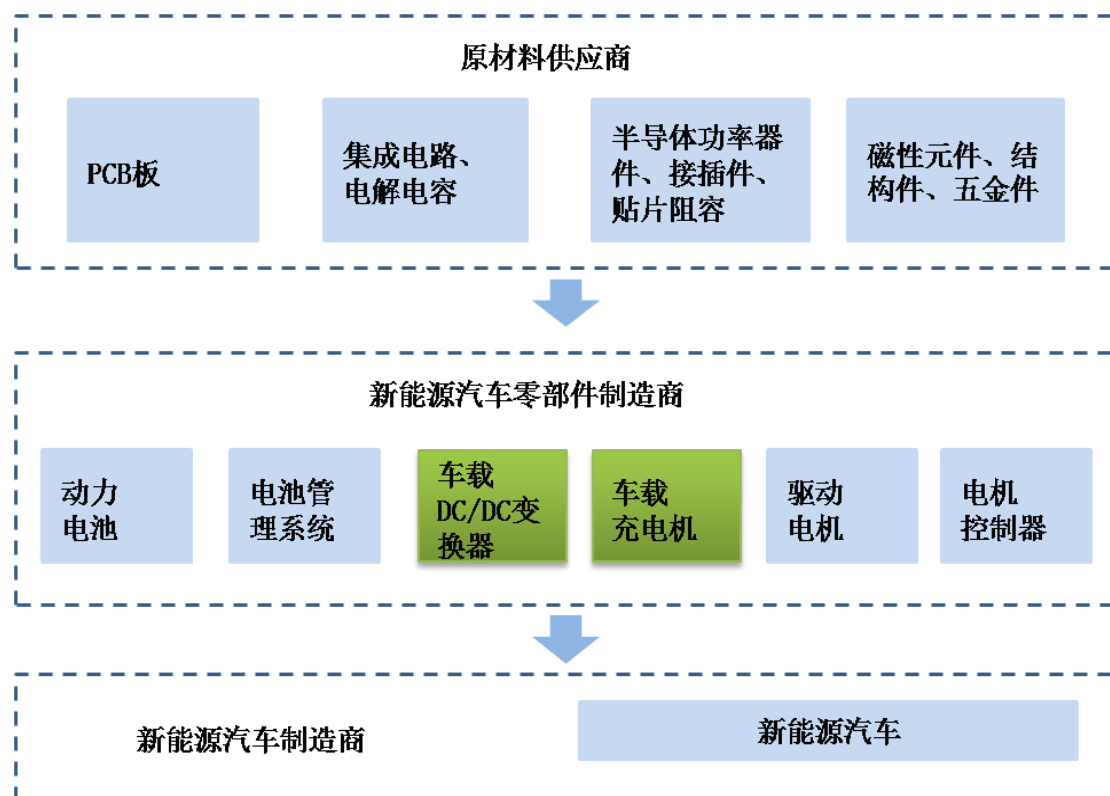 原材料供应商
PCB板
集成电路、
电解电容
半导体功率器
件、接插件、
贴片阻容
磁性元件、结
构件、五金件
新能源汽车零部件制造商
动力
电池
电池管
理系统
车载
DC/DC变
换器
车载
充电机
驱动
电机
电机
控制器
新能源汽车制造商
新能源汽车